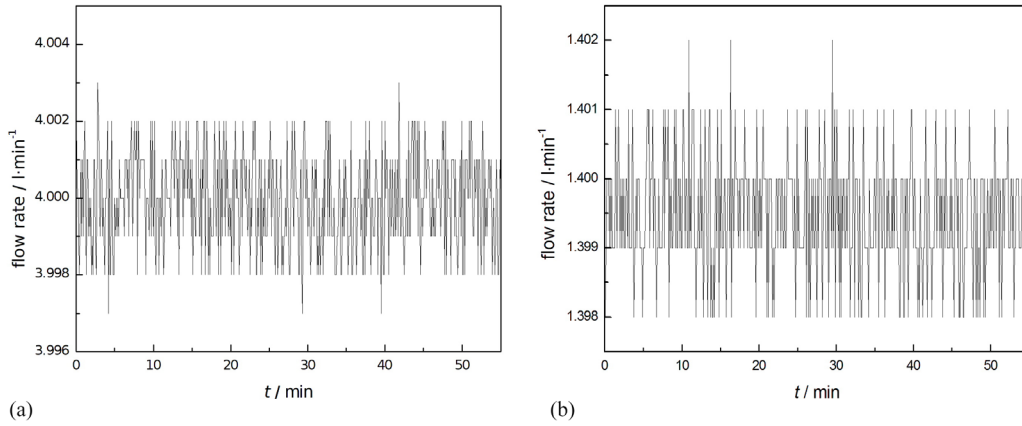 4.004
4.002
4.000
3.998
3.996
flow rate / l·min⁻¹
0 10 20 30 40 50
t / min
(a)
1.402
1.401
1.400
1.399
1.398
flow rate / l·min⁻¹
0 10 20 30 40 50
t / min
(b)